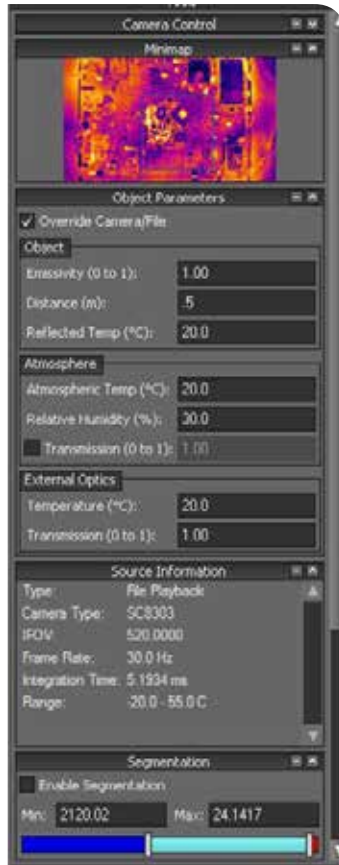 Camera Control
Minimap
Object Parameters
Override Camera/File
Object
Emissivity (0 to 1): 1.00
Distance (m): .5
Reflected Temp (°C): 20.0
Atmosphere
Atmospheric Temp (°C): 20.0
Relative Humidity (%): 30.0
Transmission (0 to 1): 1.00
External Optics
Temperature (°C): 20.0
Transmission (0 to 1): 1.00
Source Information
Type: File Playback
Camera Type: SC8303
IFOV: 520.0000
Frame Rate: 30.0 Hz
Integration Time: 5.1934 ms
Range: -20.0 - 55.0 C
Segmentation
Enable Segmentation
Min: 2120.02 Max: 24.1417